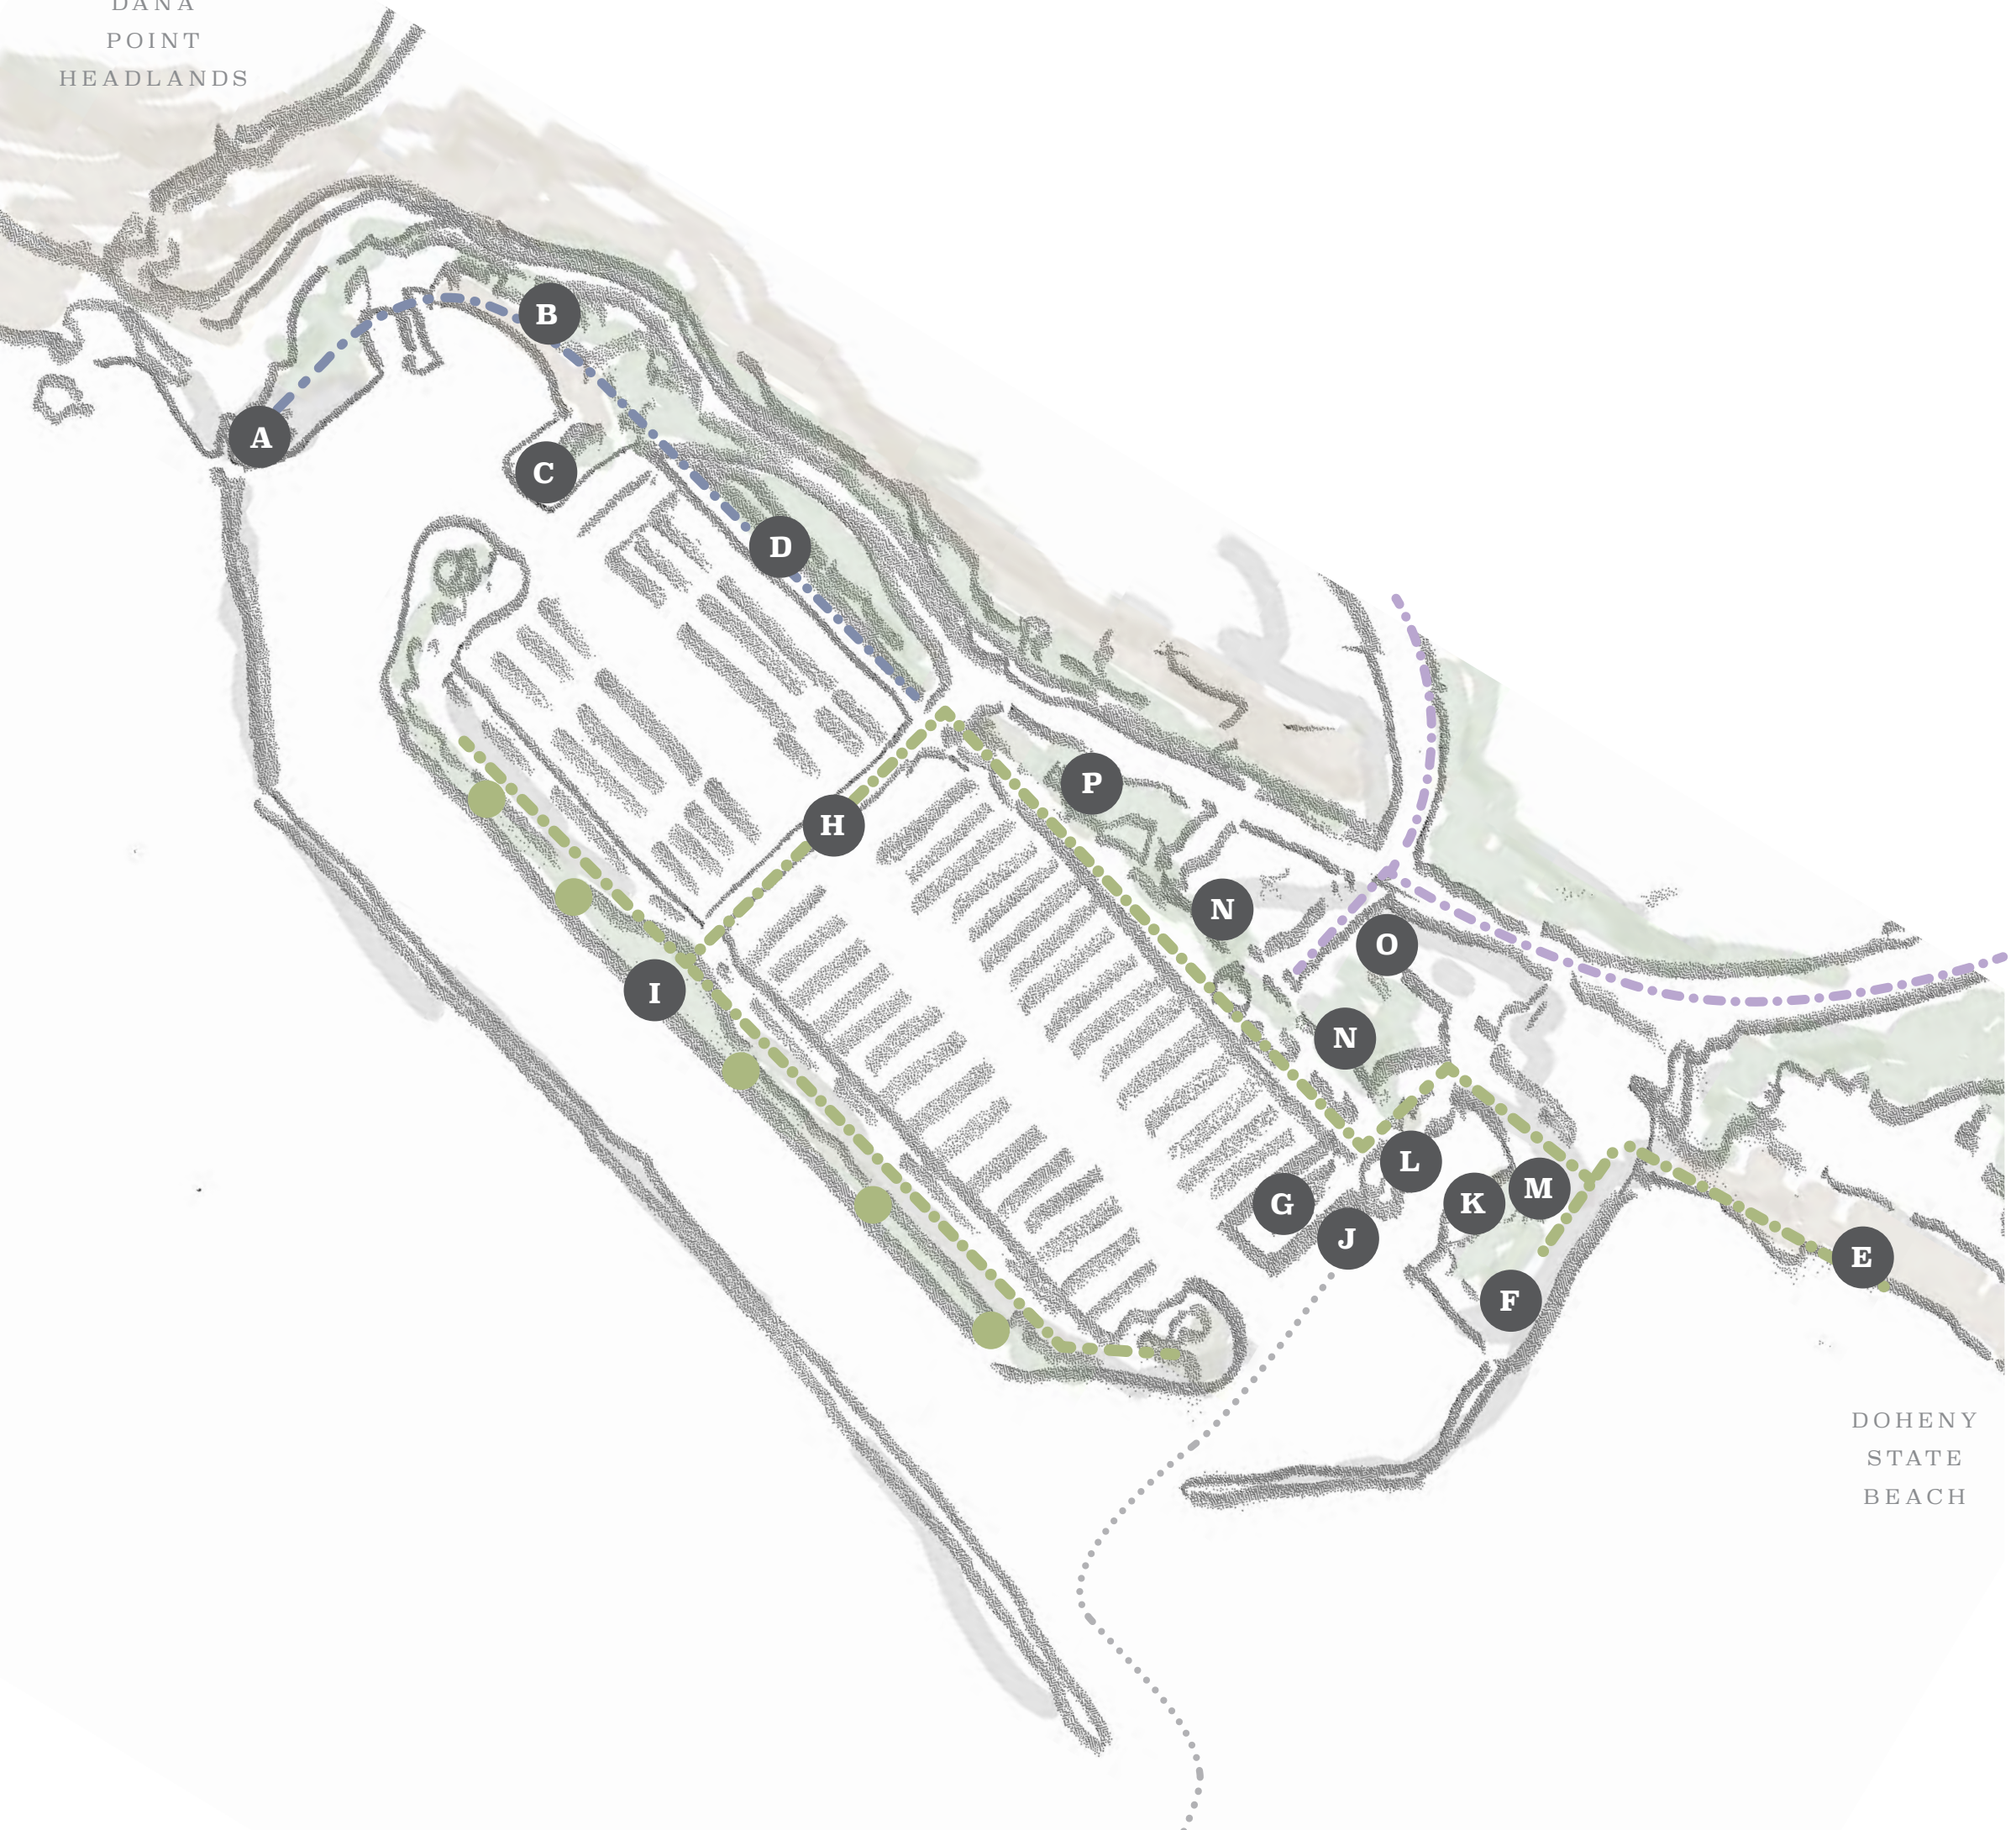 DANA
POINT
HEADLANDS
B
A
C
D
P
H
N
O
I
N
L
M
K
G
J
E
F
DOHENY
STATE
BEACH